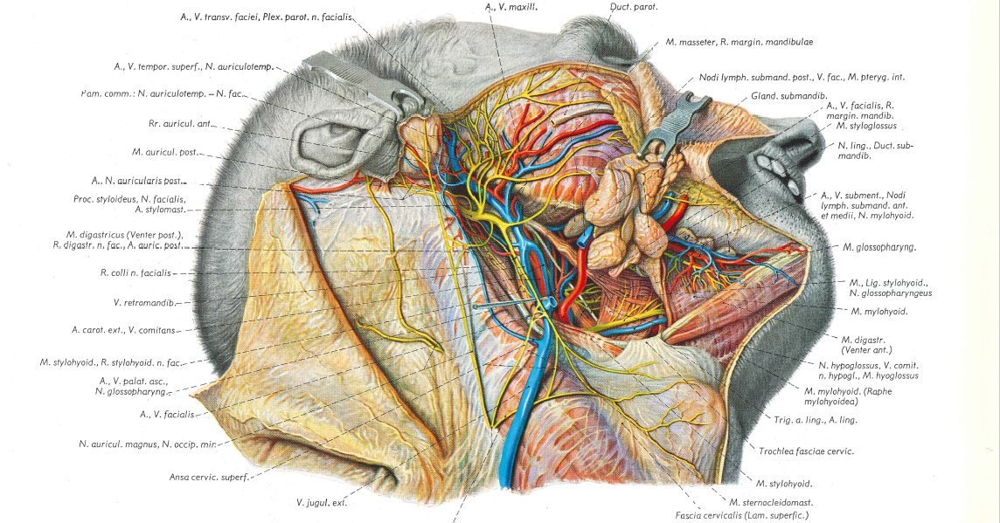 A., V. transv. faciei, Plex. parot. n. facialis
A., V. tempor. superf., N. auriculotemp.
Ram. comm.: N. auriculotemp. – N. fac.
Rr. auricul. ant.
M. auricul. post.
A., N. auricularis post.
Proc. styloideus, N. facialis,
A. stylomast.
M. digastricus (Venter post.),
R. digastr. n. fac., A. auric. post.
R. colli n. facialis
V. retromandib.
A. carot. ext., V. comitans
M. stylohyoid., R. stylohyoid. n. fac.
A., V. palat. asc.,
N. glossopharyng.
A., V. facialis
N. auricul. magnus, N. occip. min.
Ansa cervic. superf.
V. jugul. ext.
A., V. maxill.
Duct. parot.
M. masseter, R. margin. mandibulae
Nodi lymph. submand. post., V. fac., M. pteryg. int.
Gland. submandib.
A., V. facialis, R.
margin. mandib.
M. styloglossus
N. ling., Duct. sub-
mandib.
A., V. subment., Nodi
lymph. submand. ant.
et medii, N. mylohyoid.
M. glossopharyng.
M., Lig. stylohyoid.,
N. glossopharyngeus
M. mylohyoid.
M. digastr.
(Venter ant.)
N. hypoglossus, V. comit.
n. hypogl., M. hyoglossus
M. mylohyoid. (Raphe
mylohyoidea)
Trig. a. ling., A. ling.
Trochlea fasciae cervic.
M. stylohyoid.
M. sternocleidomast.
Fascia cervicalis (Lam. superfic.)